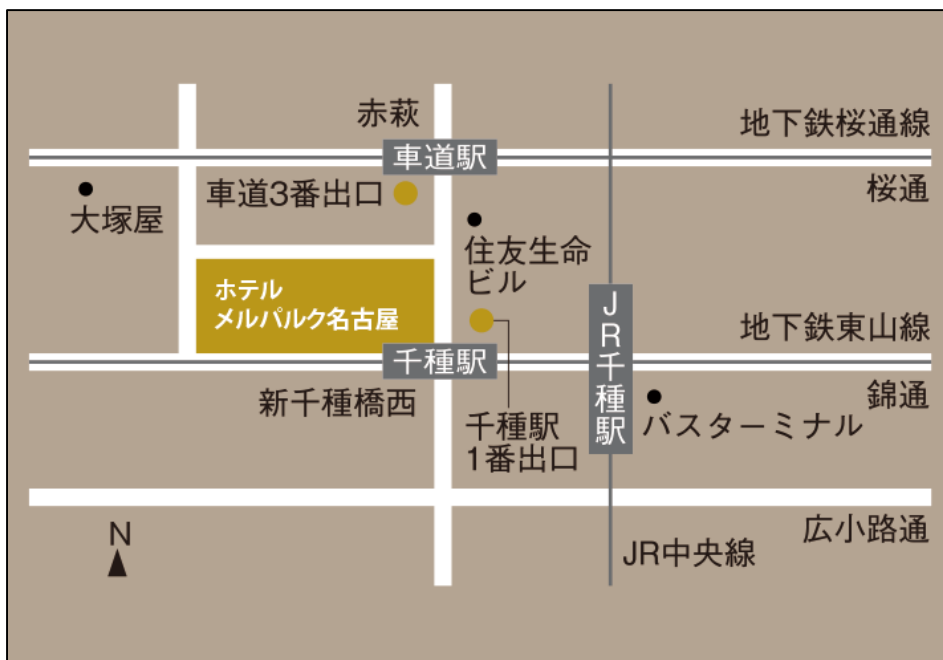 赤萩
地下鉄桜通線
車道駅
車道3番出口
桜通
大塚屋
住友生命
ビル
ホテル
メルパルク名古屋
JR千種駅
地下鉄東山線
千種駅
新千種橋西
錦通
千種駅
1番出口
バスターミナル
広小路通
N
JR中央線